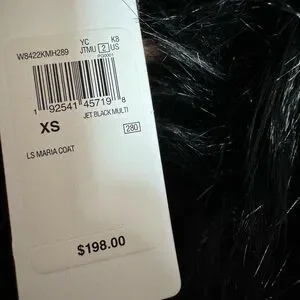 YC K8
W8422KMH289 JTMU 2 US
1 92541 45719 8
XS JET BLACK MULTI
280
LS MARIA COAT
$198.00